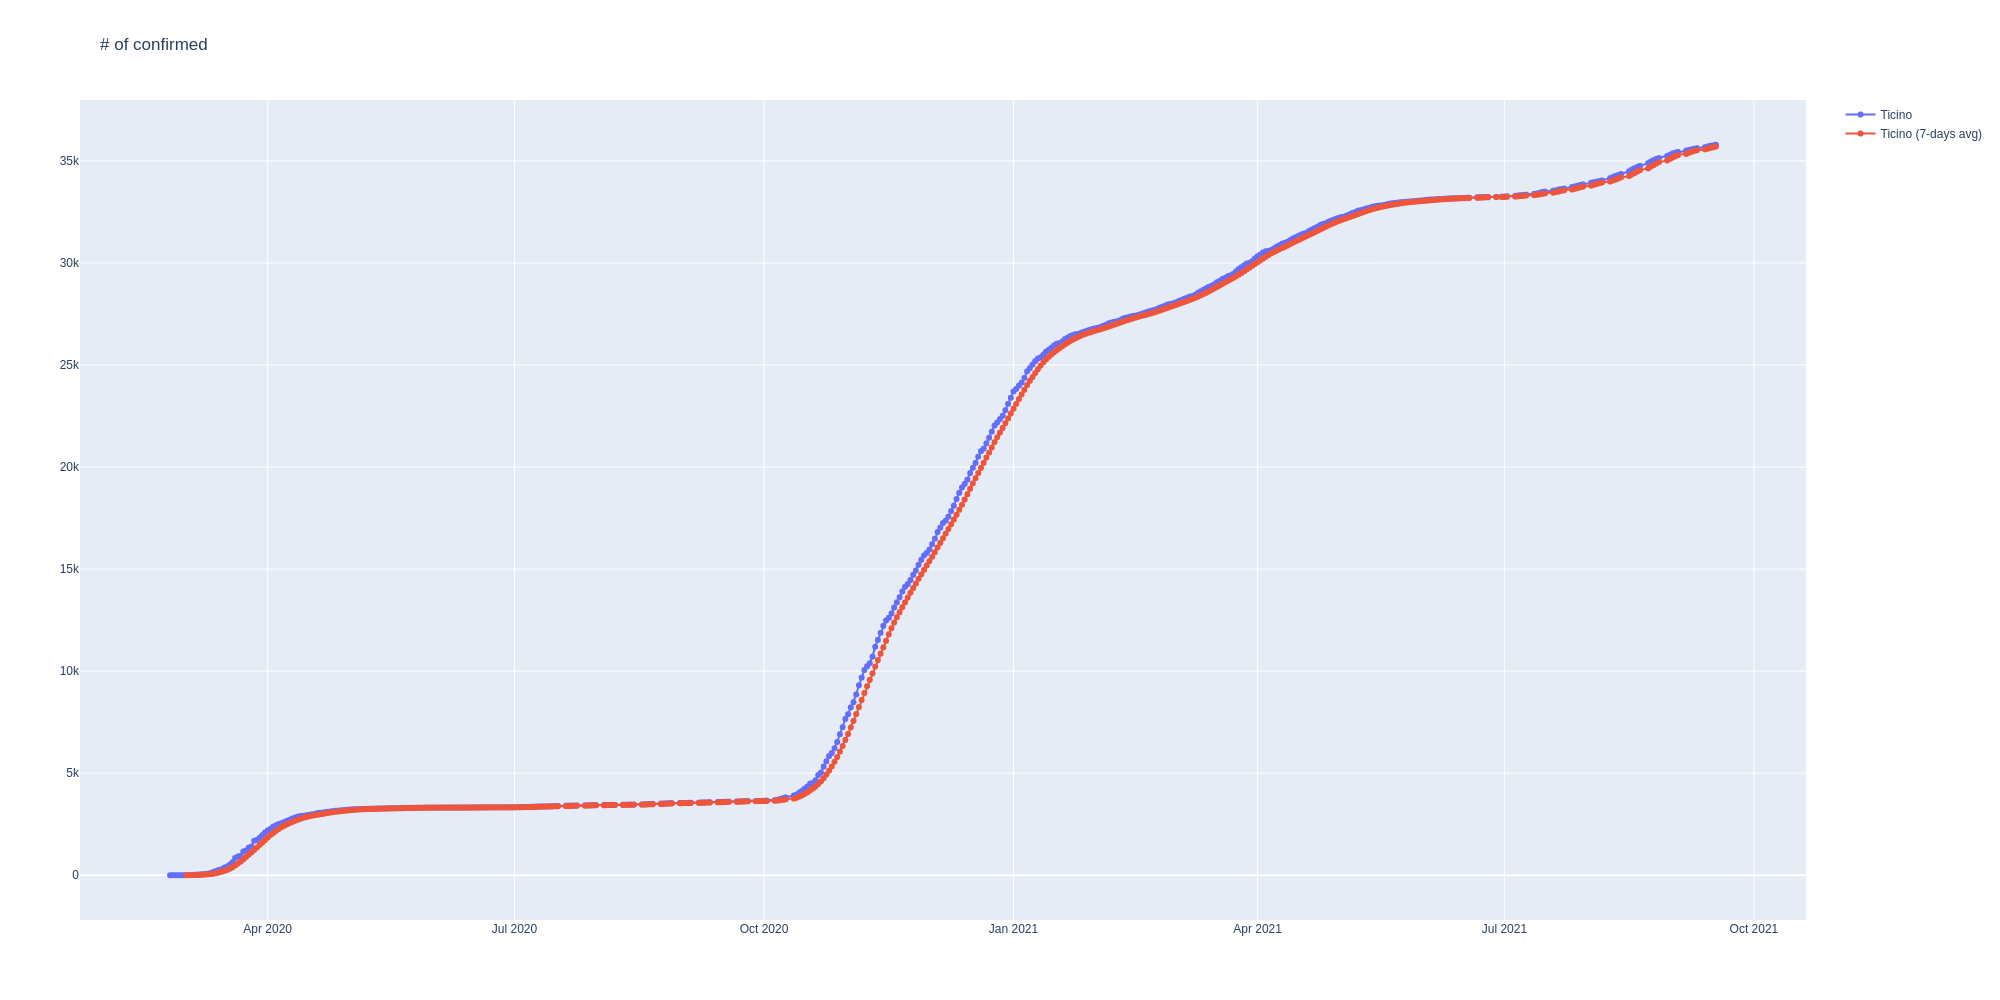 # of confirmed
Ticino
Ticino (7-days avg)
35k
30k
25k
20k
15k
10k
5k
0
Apr 2020
Jul 2020
Oct 2020
Jan 2021
Apr 2021
Jul 2021
Oct 2021